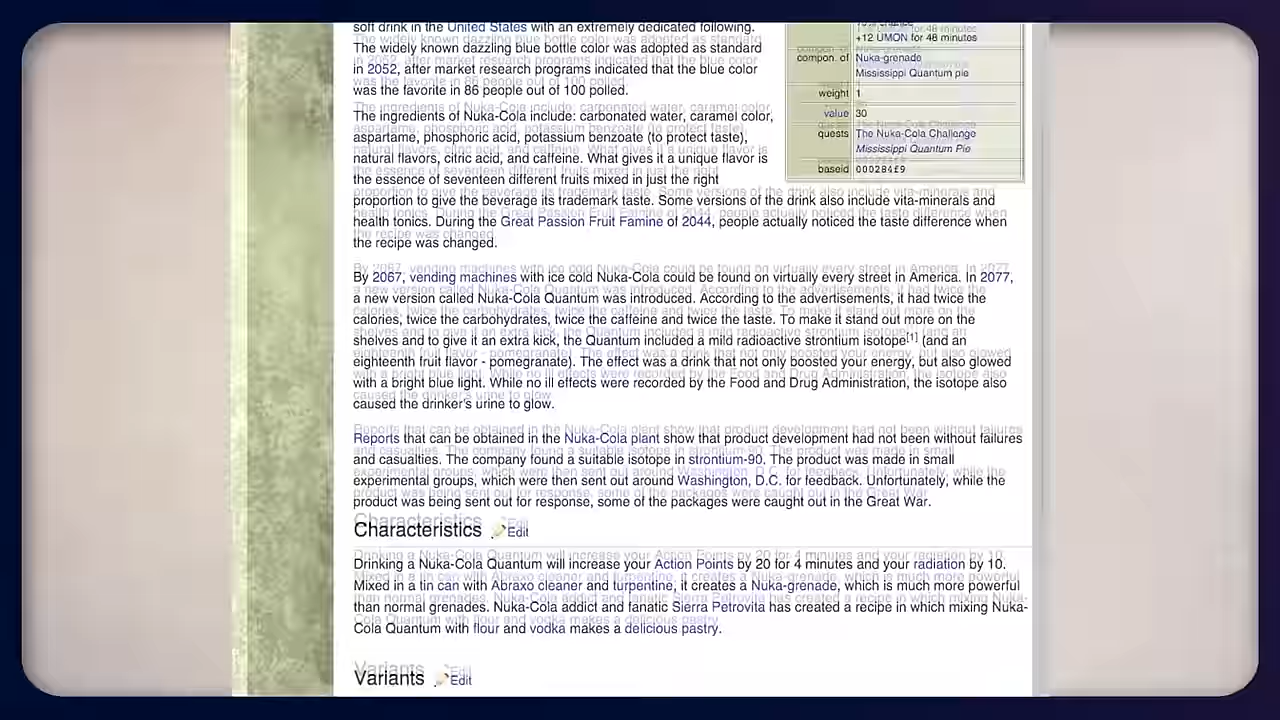 soft drink in the United States with an extremely dedicated following.
The widely known dazzling blue bottle color was adopted as standard
in 2052, after market research programs indicated that the blue color
was the favorite in 86 people out of 100 polled.
The ingredients of Nuka-Cola include: carbonated water, caramel color,
aspartame, phosphoric acid, potassium benzoate (to protect taste),
natural flavors, citric acid, and caffeine. What gives it a unique flavor is
the essence of seventeen different fruits mixed in just the right
proportion to give the beverage its trademark taste. Some versions of the drink also include vita-minerals and
health tonics. During the Great Passion Fruit Famine of 2044, people actually noticed the taste difference when
the recipe was changed.
+12 UMON for 48 minutes
compon. of Nuka-grenade
Mississippi Quantum pie
weight 1
value 30
quests The Nuka-Cola Challenge
Mississippi Quantum Pie
baseid 000284f9
By 2067, vending machines with ice cold Nuka-Cola could be found on virtually every street in America. In 2077,
a new version called Nuka-Cola Quantum was introduced. According to the advertisements, it had twice the
calories, twice the carbohydrates, twice the caffeine and twice the taste. To make it stand out more on the
shelves and to give it an extra kick, the Quantum included a mild radioactive strontium isotope[1] (and an
eighteenth fruit flavor - pomegranate). The effect was a drink that not only boosted your energy, but also glowed
with a bright blue light. While no ill effects were recorded by the Food and Drug Administration, the isotope also
caused the drinker's urine to glow.
Reports that can be obtained in the Nuka-Cola plant show that product development had not been without failures
and casualties. The company found a suitable isotope in strontium-90. The product was made in small
experimental groups, which were then sent out around Washington, D.C. for feedback. Unfortunately, while the
product was being sent out for response, some of the packages were caught out in the Great War.
Characteristics Edit
Drinking a Nuka-Cola Quantum will increase your Action Points by 20 for 4 minutes and your radiation by 10.
Mixed in a tin can with Abraxo cleaner and turpentine, it creates a Nuka-grenade, which is much more powerful
than normal grenades. Nuka-Cola addict and fanatic Sierra Petrovita has created a recipe in which mixing Nuka-
Cola Quantum with flour and vodka makes a delicious pastry.
Variants Edit